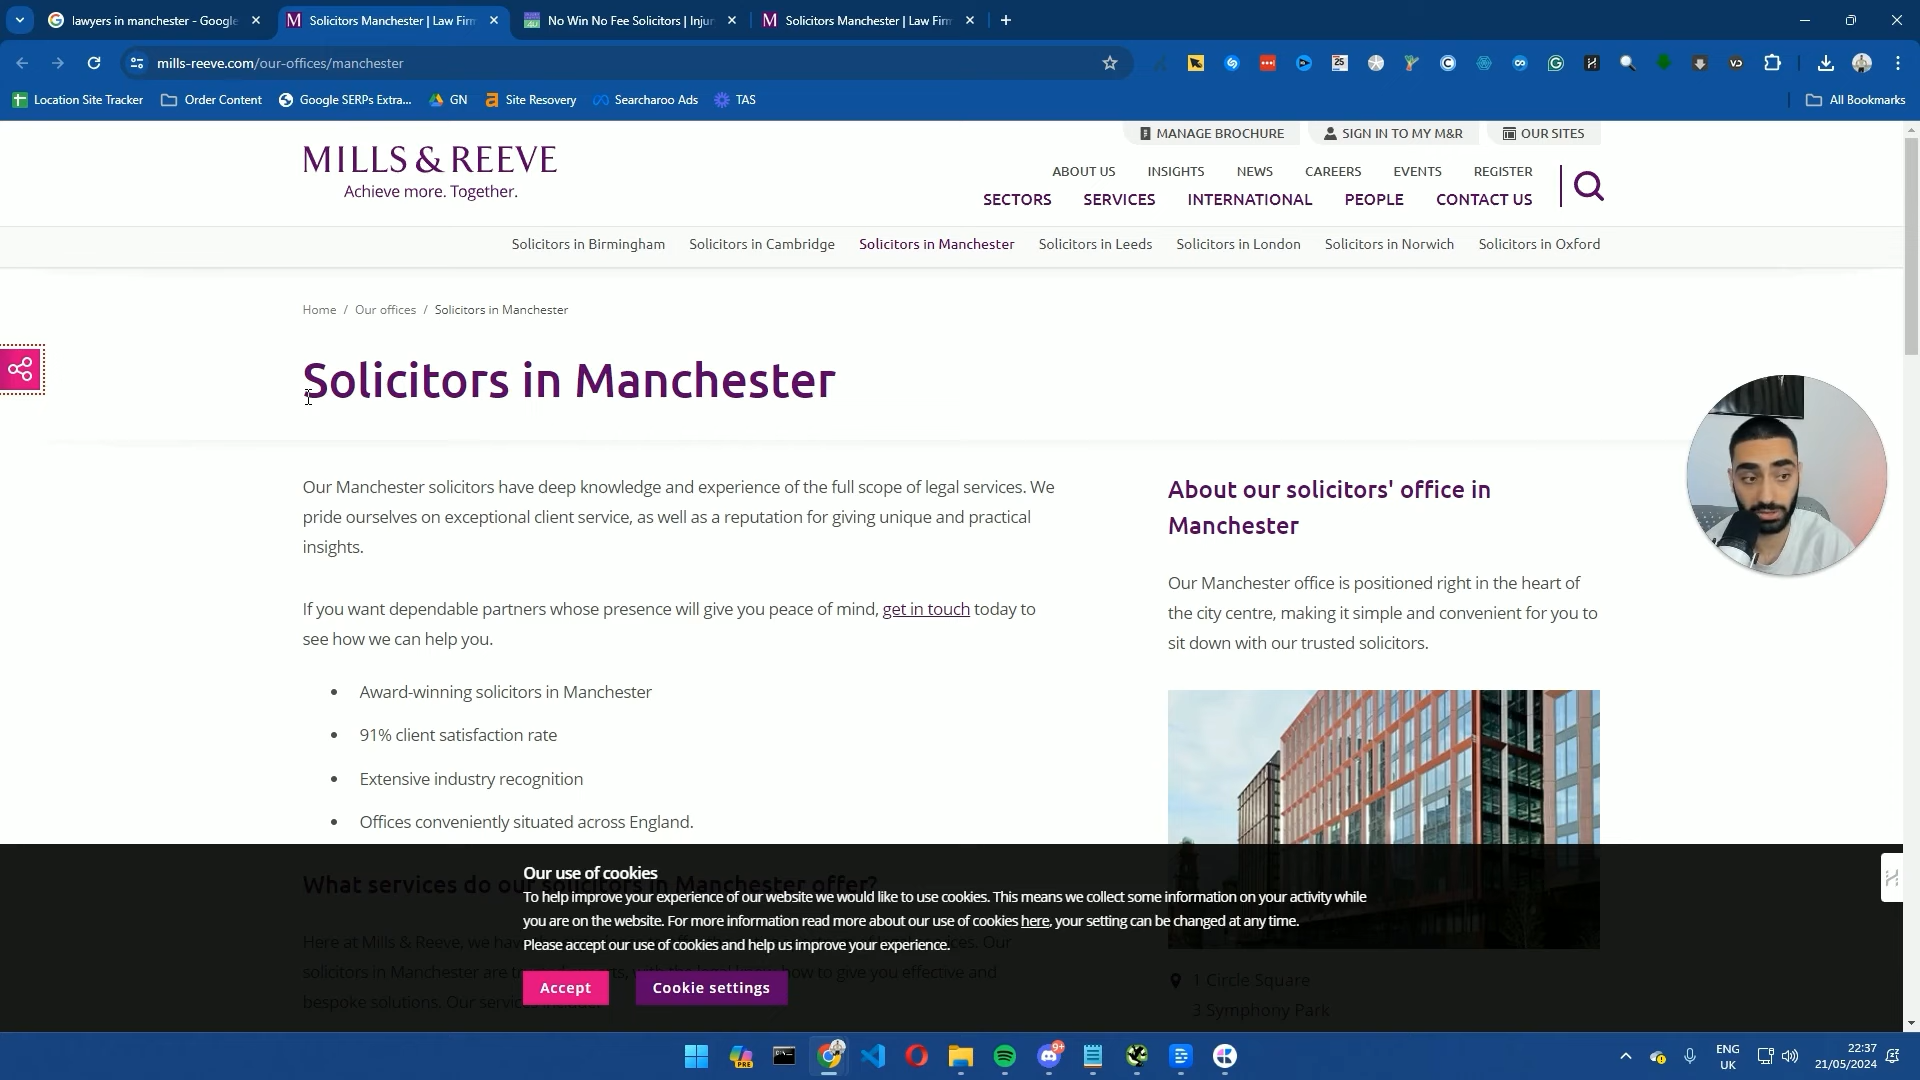 lawyers in manchester - Google
Solicitors Manchester | Law Firm
No Win No Fee Solicitors | Injur
Solicitors Manchester | Law Firm
mills-reeve.com/our-offices/manchester
Location Site Tracker
Order Content
Google SERPs Extra...
GN
Site Recovery
Searcharoo Ads
TAS
All Bookmarks
MANAGE BROCHURE
SIGN IN TO MY M&R
OUR SITES
MILLS & REEVE
Achieve more. Together.
ABOUT US
INSIGHTS
NEWS
CAREERS
EVENTS
REGISTER
SECTORS
SERVICES
INTERNATIONAL
PEOPLE
CONTACT US
Solicitors in Birmingham
Solicitors in Cambridge
Solicitors in Manchester
Solicitors in Leeds
Solicitors in London
Solicitors in Norwich
Solicitors in Oxford
Home / Our offices / Solicitors in Manchester
Solicitors in Manchester
Our Manchester solicitors have deep knowledge and experience of the full scope of legal services. We
pride ourselves on exceptional client service, as well as a reputation for giving unique and practical
insights.
If you want dependable partners whose presence will give you peace of mind, get in touch today to
see how we can help you.
Award-winning solicitors in Manchester
91% client satisfaction rate
Extensive industry recognition
Offices conveniently situated across England.
About our solicitors' office in
Manchester
Our Manchester office is positioned right in the heart of
the city centre, making it simple and convenient for you to
sit down with our trusted solicitors.
1 Circle Square
3 Symphony Park
What services do our solicitors in Manchester offer?
Here at Mills & Reeve, we have
solicitors in Manchester are
how to give you effective and
bespoke solutions. Our
Our use of cookies
To help improve your experience of our website we would like to use cookies. This means we collect some information on your activity while
you are on the website. For more information read more about our use of cookies here, your setting can be changed at any time.
Please accept our use of cookies and help us improve your experience.
Accept
Cookie settings
ENG
UK
22:37
21/05/2024